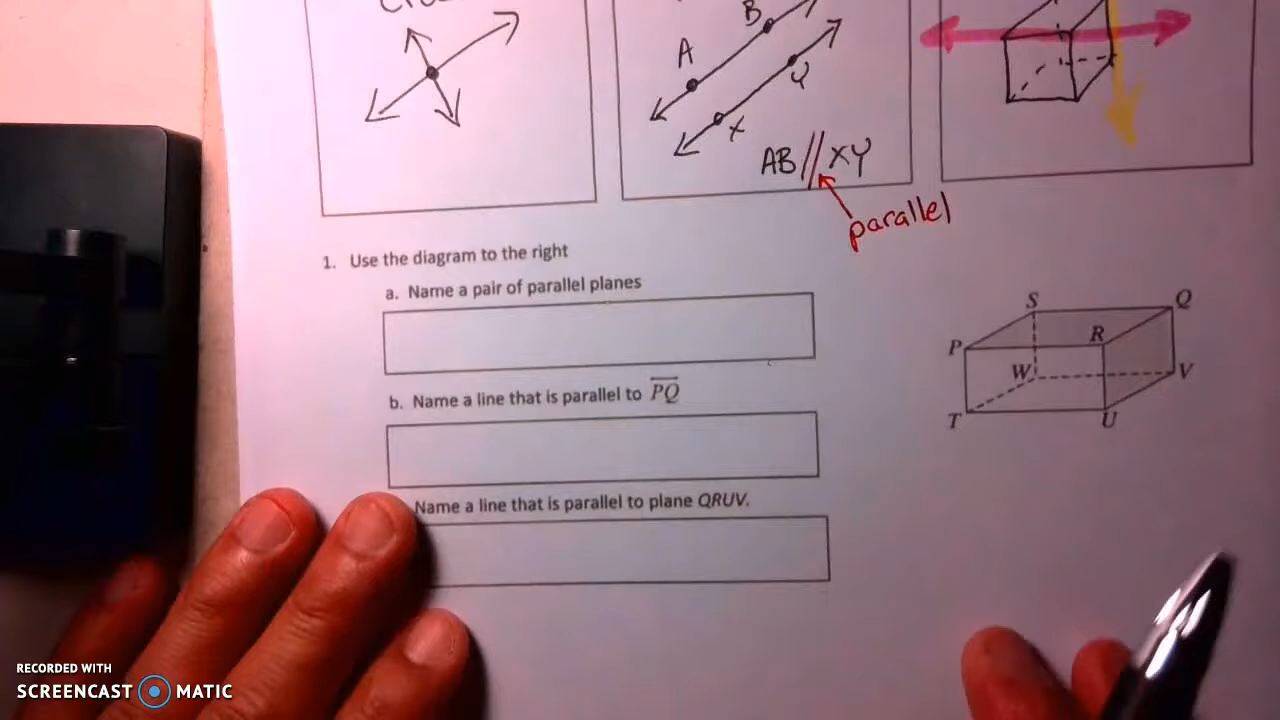 B
A
Y
X
AB // XY
parallel
1. Use the diagram to the right
a. Name a pair of parallel planes
S
Q
P
R
W
V
T
U
b. Name a line that is parallel to PQ
Name a line that is parallel to plane QRUV.
RECORDED WITH
SCREENCAST MATIC